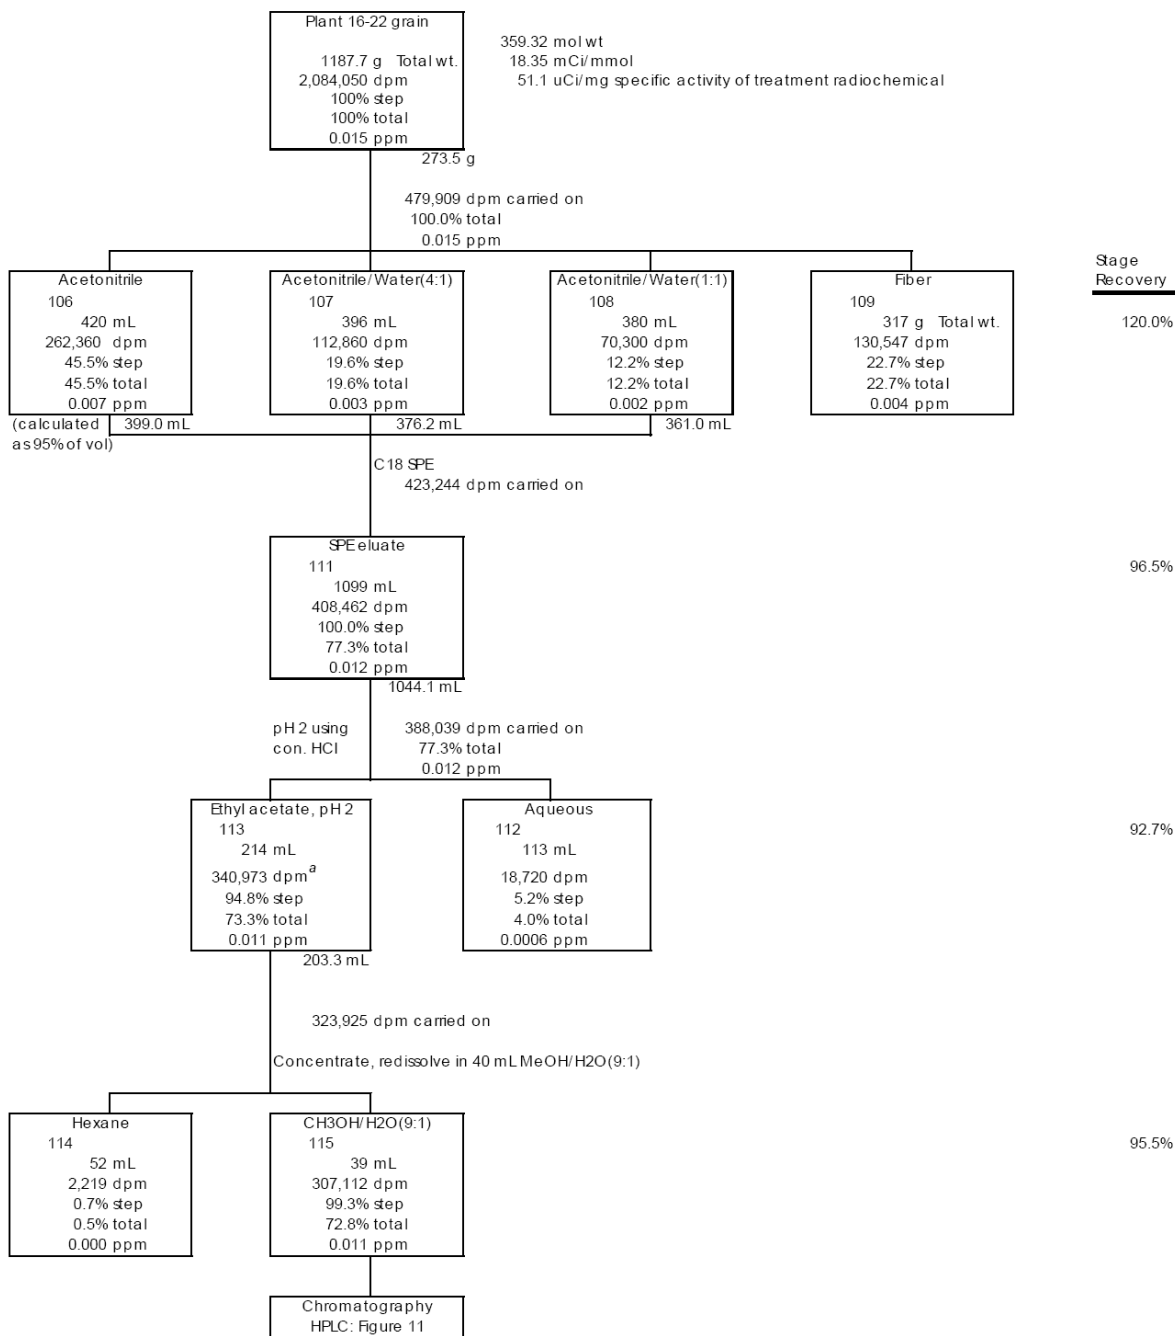 Plant 16-22 grain
1187.7 g Total wt.
2,084,050 dpm
100% step
100% total
0.015 ppm
359.32 mol wt
18.35 mCi/mmol
51.1 uCi/mg specific activity of treatment radiochemical
273.5 g
479,909 dpm carried on
100.0% total
0.015 ppm
Stage
Recovery
Acetonitrile
106
420 mL
262,360 dpm
45.5% step
45.5% total
0.007 ppm
Acetonitrile/Water(4:1)
107
396 mL
112,860 dpm
19.6% step
19.6% total
0.003 ppm
Acetonitrile/Water(1:1)
108
380 mL
70,300 dpm
12.2% step
12.2% total
0.002 ppm
Fiber
109
317 g Total wt.
130,547 dpm
22.7% step
22.7% total
0.004 ppm
120.0%
(calculated
as 95% of vol)
399.0 mL
376.2 mL
361.0 mL
C18 SPE
423,244 dpm carried on
SPE eluate
111
1099 mL
408,462 dpm
100.0% step
77.3% total
0.012 ppm
96.5%
1044.1 mL
pH 2 using
con. HCl
388,039 dpm carried on
77.3% total
0.012 ppm
Ethyl acetate, pH 2
113
214 mL
340,973 dpm a
94.8% step
73.3% total
0.011 ppm
Aqueous
112
113 mL
18,720 dpm
5.2% step
4.0% total
0.0006 ppm
92.7%
203.3 mL
323,925 dpm carried on
Concentrate, redissolve in 40 mL MeOH/H2O(9:1)
Hexane
114
52 mL
2,219 dpm
0.7% step
0.5% total
0.000 ppm
CH3OH/H2O(9:1)
115
39 mL
307,112 dpm
99.3% step
72.8% total
0.011 ppm
95.5%
Chromatography
HPLC: Figure 11